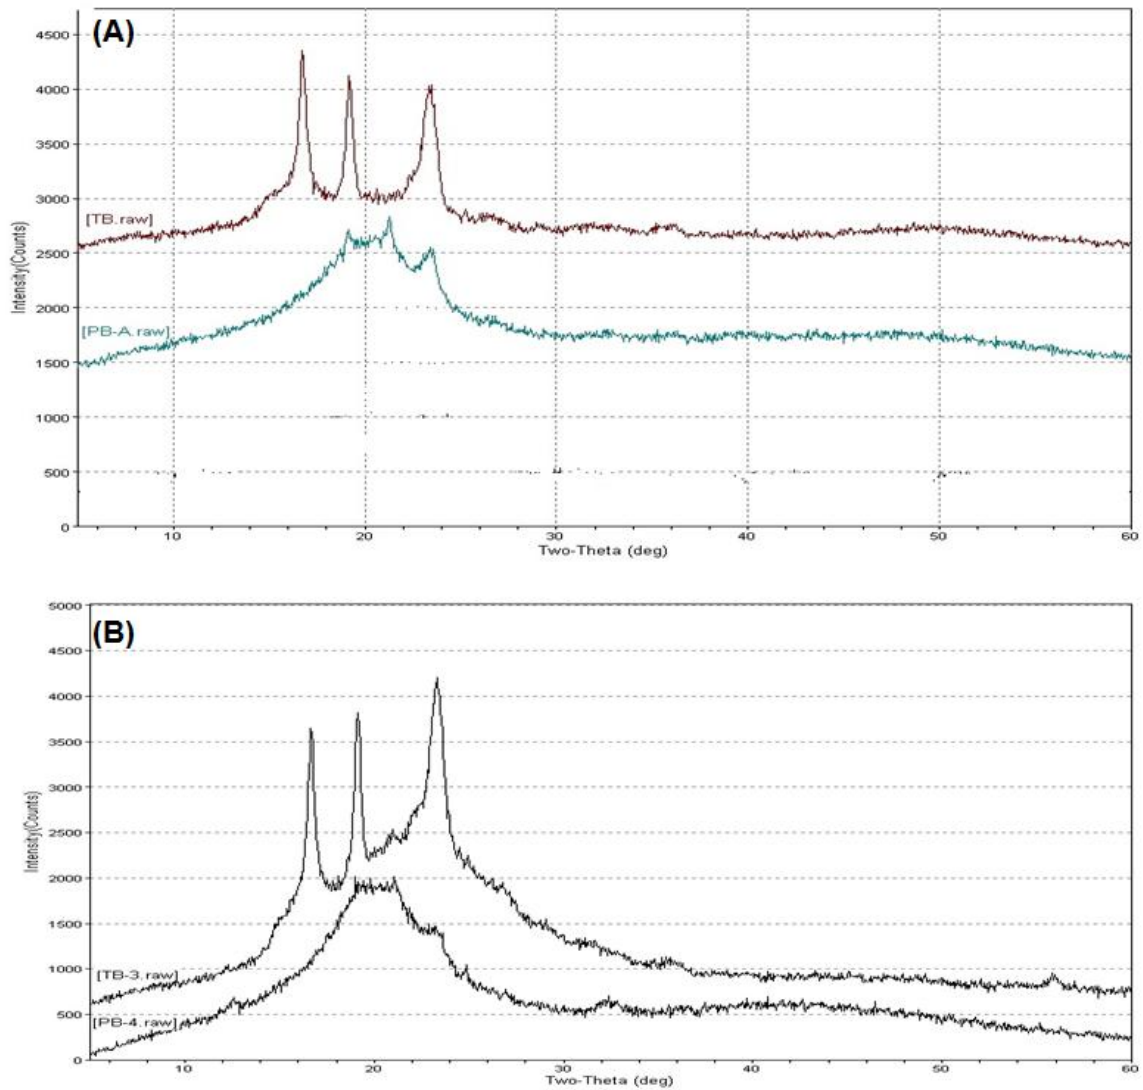 (A)
4500
4000
3500
3000
[TB.raw]
2500
2000
[PB-A.raw]
1500
1000
500
0
Intensity(Counts)
10 20 30 40 50 60
Two-Theta (deg)
(B)
5000
4500
4000
3500
3000
2500
2000
1500
1000
[TB-3.raw]
500
[PB-4.raw]
0
Intensity(Counts)
10 20 30 40 50 60
Two-Theta (deg)